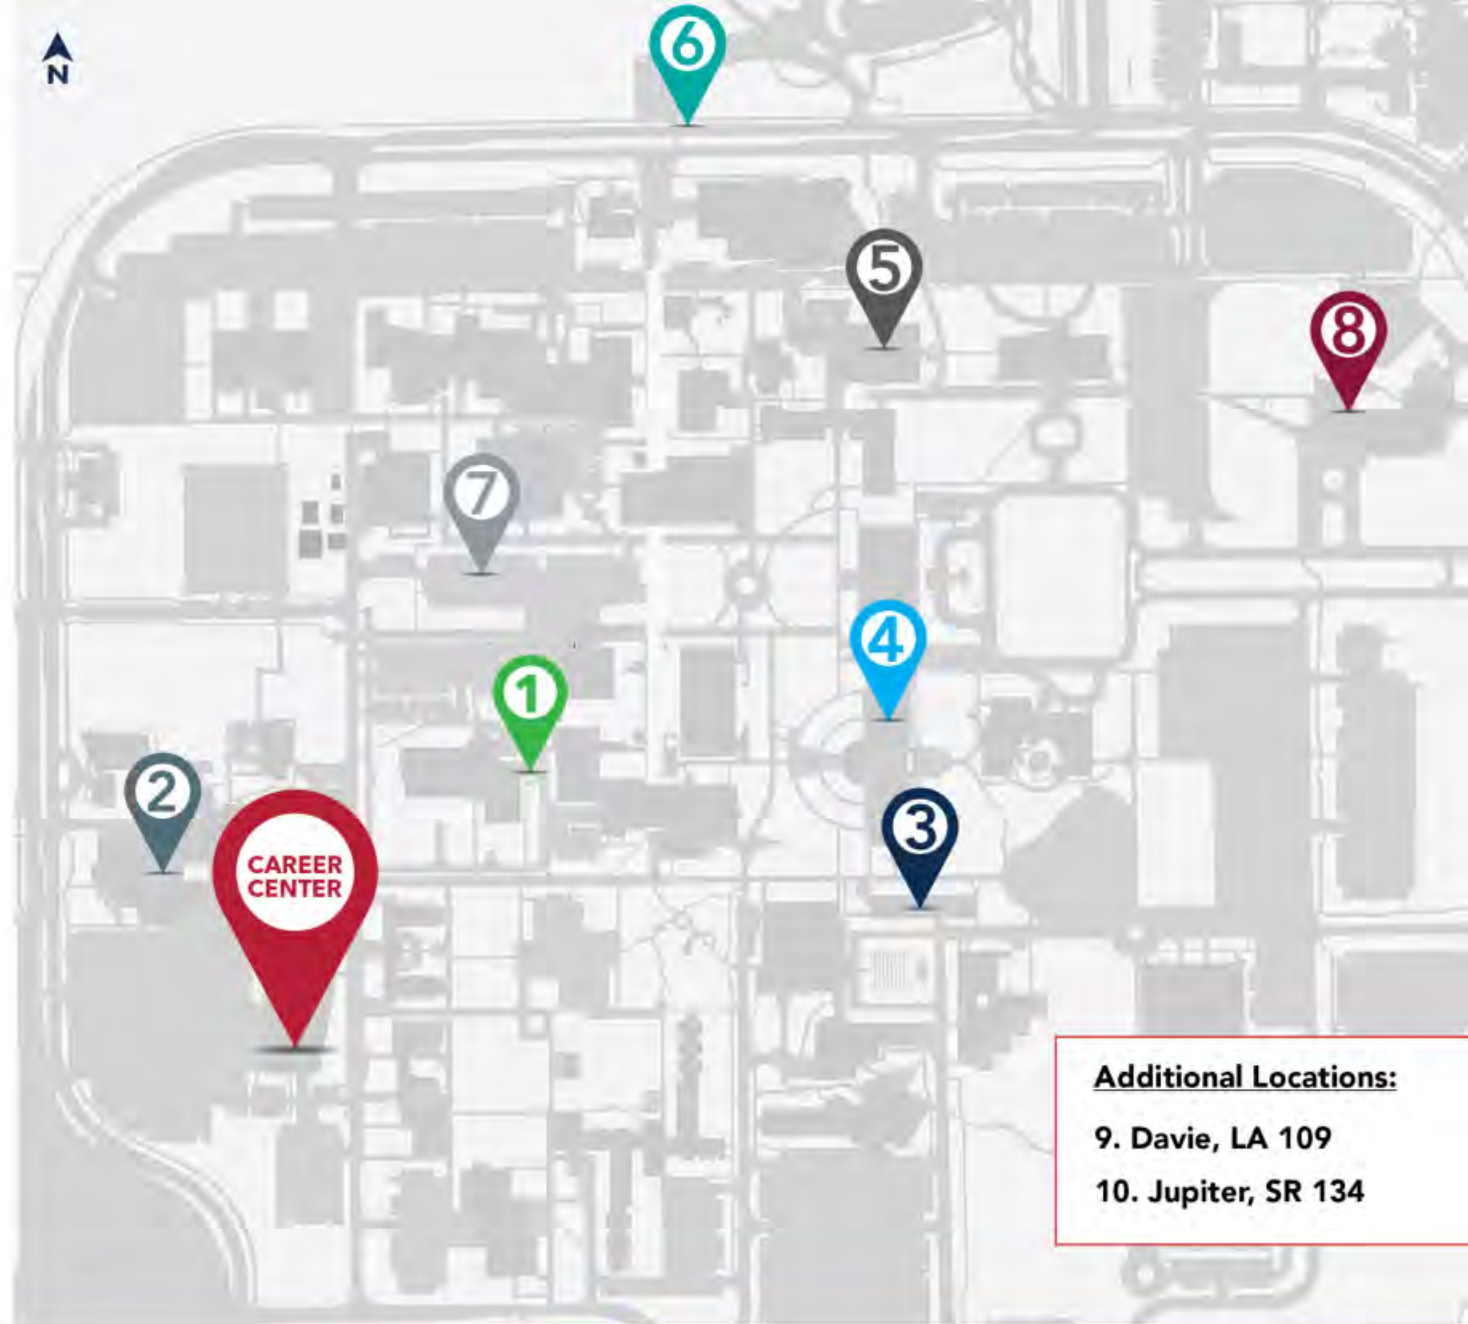 N
6
5
8
7
4
1
2
3
CAREER
CENTER
Additional Locations:
9. Davie, LA 109
10. Jupiter, SR 134